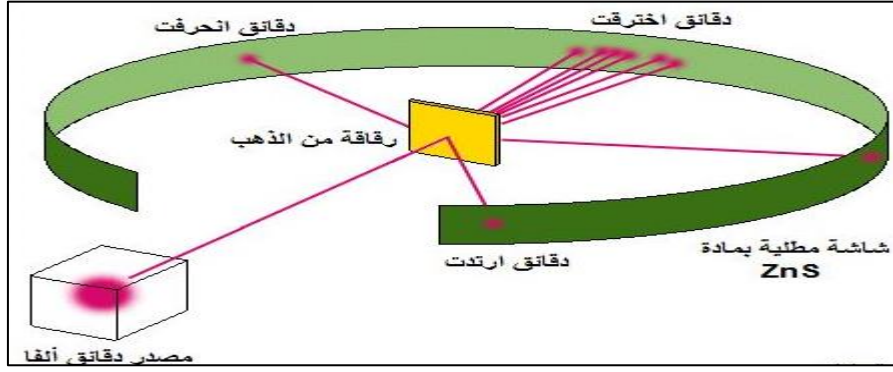 دقائق اخترقت
دقائق انحرفت
رقاقة من الذهب
شاشة مطلية بمادة
ZnS
دقائق ارتدت
مصدر دقائق ألفا